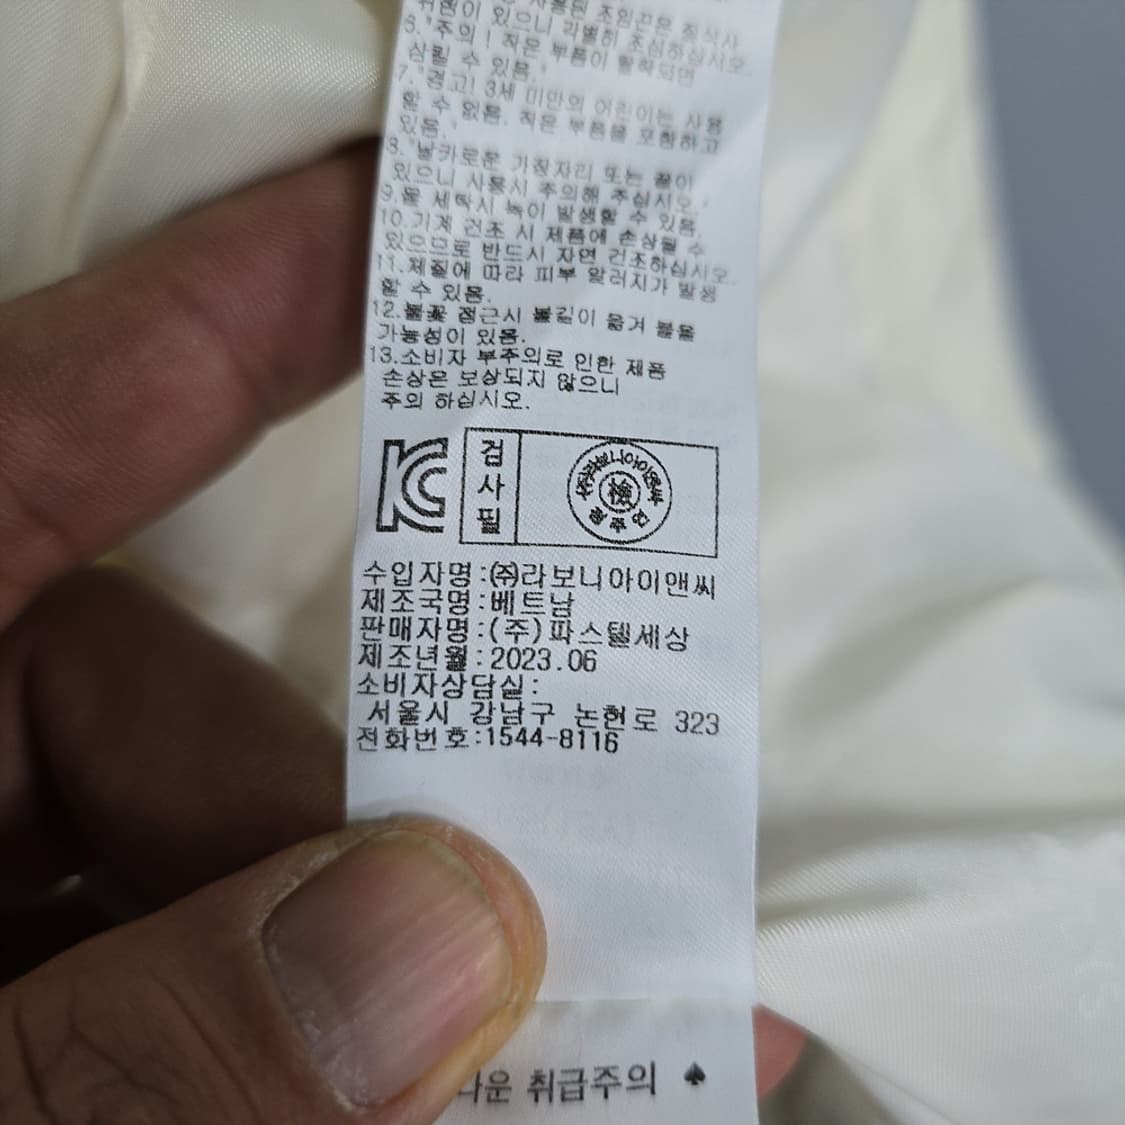 위험이 있으니 각별히 조심하십시오.
6."주의! 작은 부품이 탈락되면
삼킬 수 있음."
7."경고! 3세 미만의 어린이는 사용
할 수 없음. 작은 부품을 포함하고
있음."
8."날카로운 가장자리 또는 끝이
있으니 사용시 주의해 주십시오."
9.물 세탁시 녹이 발생할 수 있음.
10.기계 건조 시 제품에 손상될 수
있으므로 반드시 자연 건조하십시오.
11.체질에 따라 피부 알러지가 발생
할 수 있음.
12.불꽃 접근시 불길이 옮겨 붙을
가능성이 있음.
13.소비자 부주의로 인한 제품
손상은 보상되지 않으니
주의 하십시오.
검사필
(주)라보니아이앤씨
檢
수입자명:㈜라보니아이앤씨
제조국명:베트남
판매자명:(주)파스텔세상
제조년월:2023.06
소비자상담실:
서울시 강남구 논현로 323
전화번호:1544-8116
취급주의 ♠